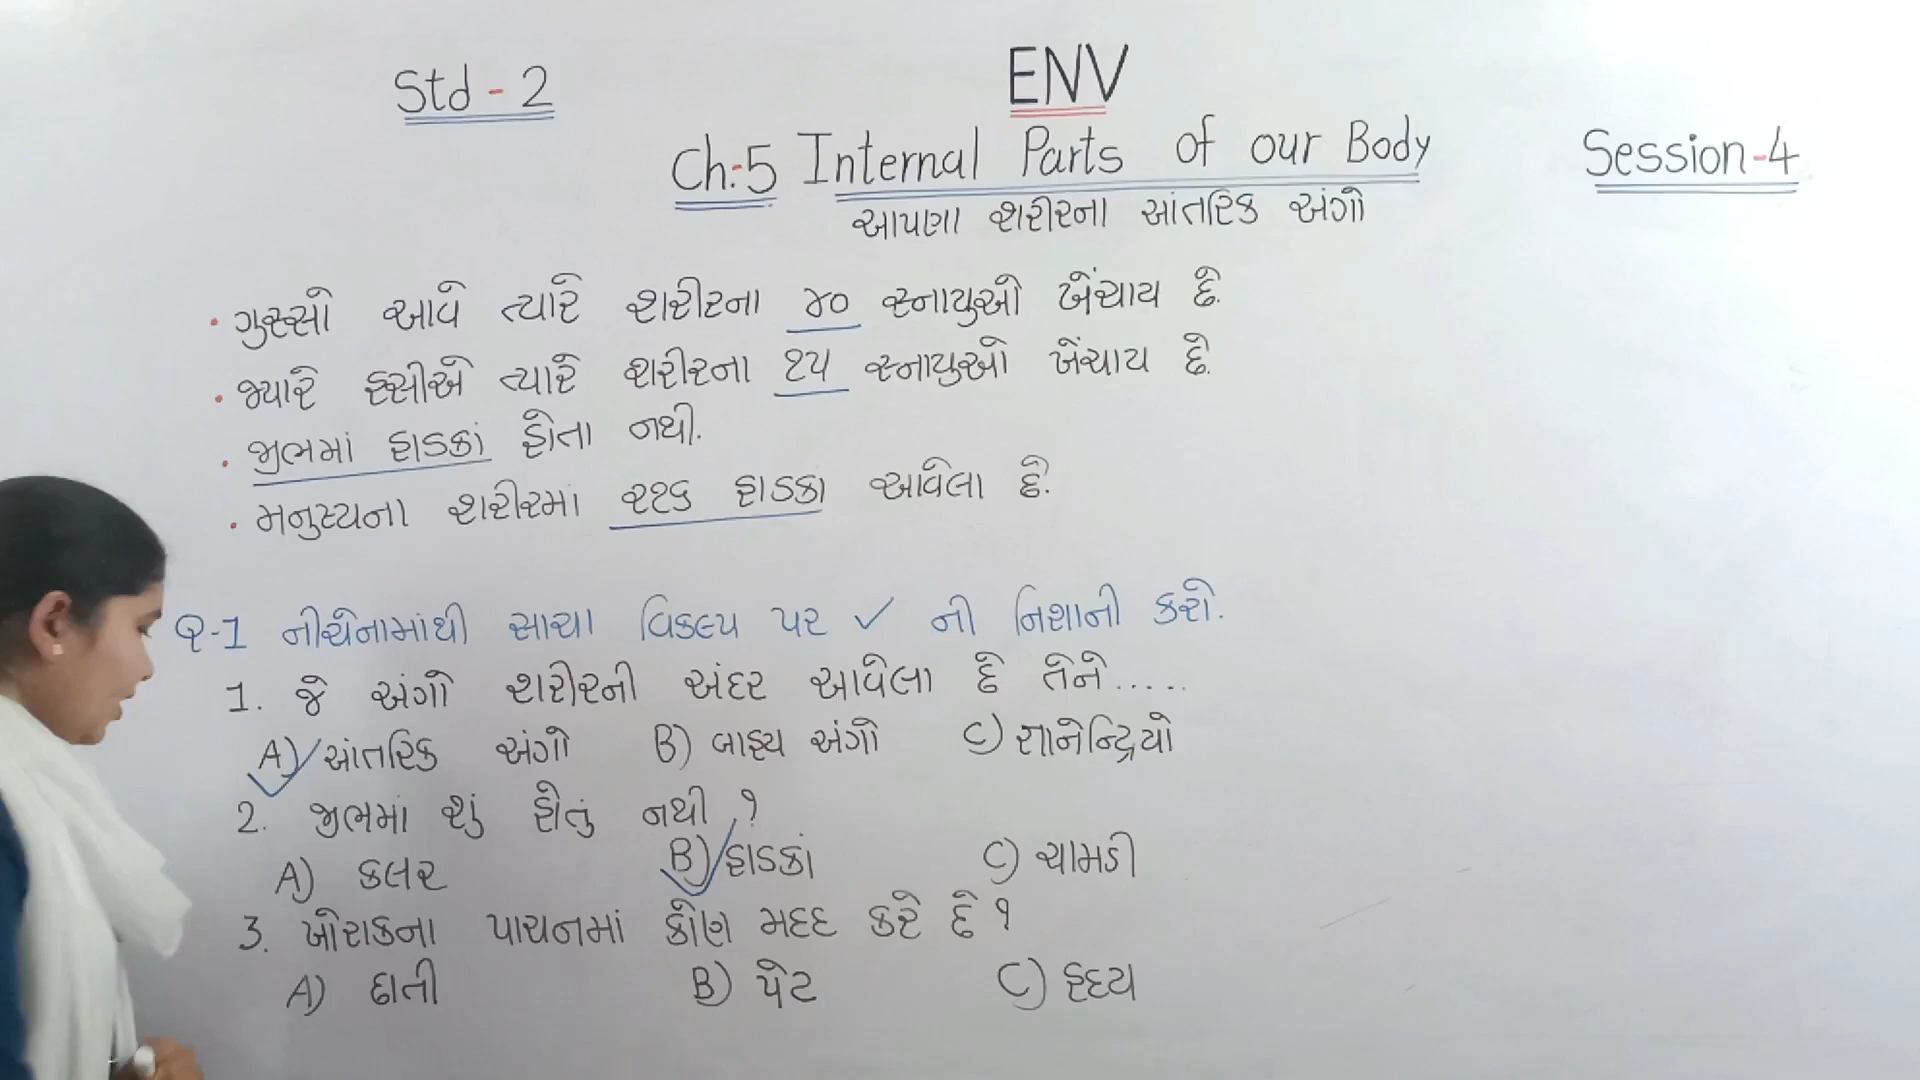 Std - 2
ENV
Ch:-5 Internal Parts of our Body
Session-4
આપણા શરીરના આંતરિક અંગો
• ગુસ્સો આવે ત્યારે શરીરના ૪૦ સ્નાયુઓ ખેંચાય છે.
• જ્યારે હસીએ ત્યારે શરીરના ૧૫ સ્નાયુઓ ખેંચાય છે.
• જીભમાં હાડકાં હોતા નથી.
• મનુષ્યના શરીરમાં ૨૧૬ હાડકા આવેલા છે.
Q-1 નીચેનામાંથી સાચા વિકલ્પ પર ✓ ની નિશાની કરો.
1. જે અંગો શરીરની અંદર આવેલા છે તેને.....
A) આંતરિક અંગો B) બાહ્ય અંગો C) જ્ઞાનેન્દ્રિયો
2. જીભમાં શું હોતું નથી ?
A) કલર B) હાડકાં C) ચામડી
3. ખોરાકના પાચનમાં કોણ મદદ કરે છે ?
A) છાતી B) પેટ C) હૃદય